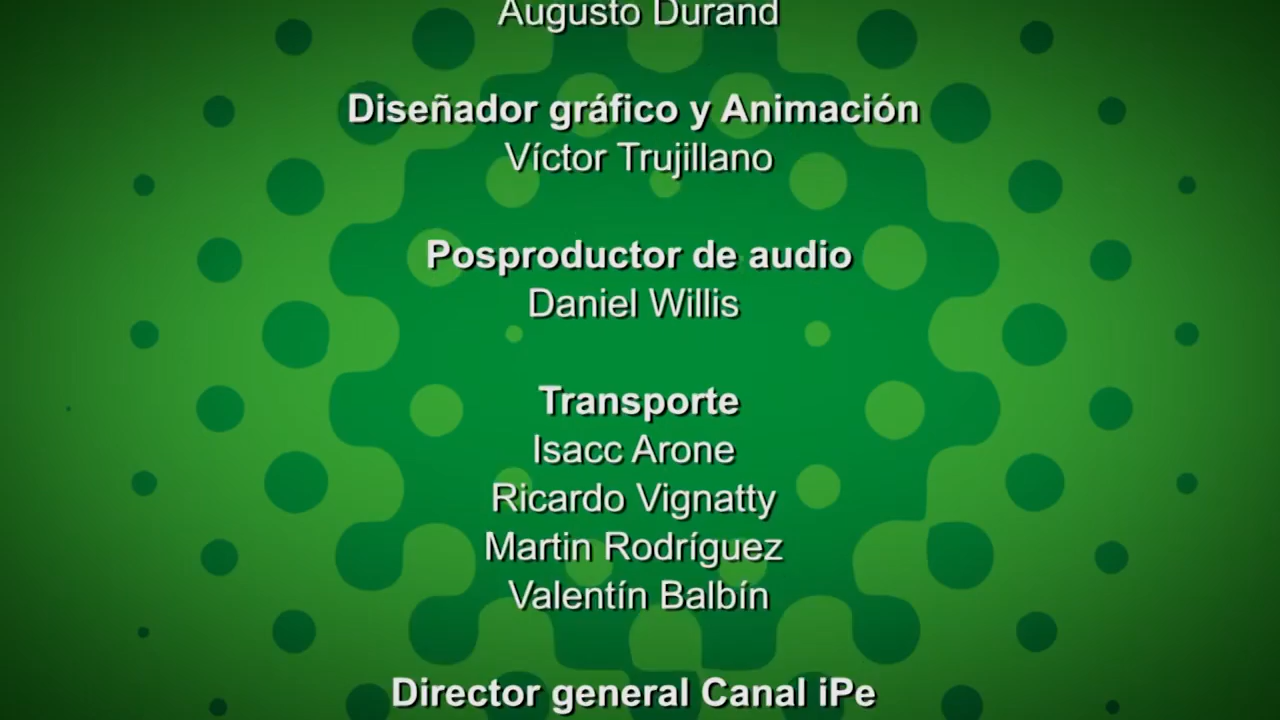 Augusto Durand
Diseñador gráfico y Animación
Víctor Trujillano
Posproductor de audio
Daniel Willis
Transporte
Isacc Arone
Ricardo Vignatty
Martin Rodríguez
Valentín Balbín
Director general Canal iPe